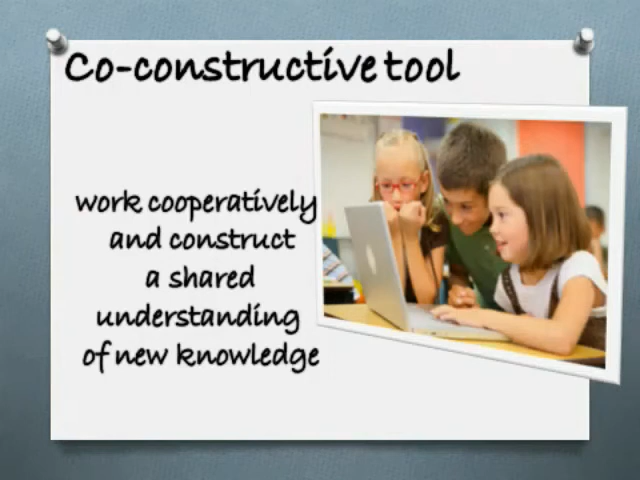 Co-constructive tool
work cooperatively
and construct
a shared
understanding
of new knowledge